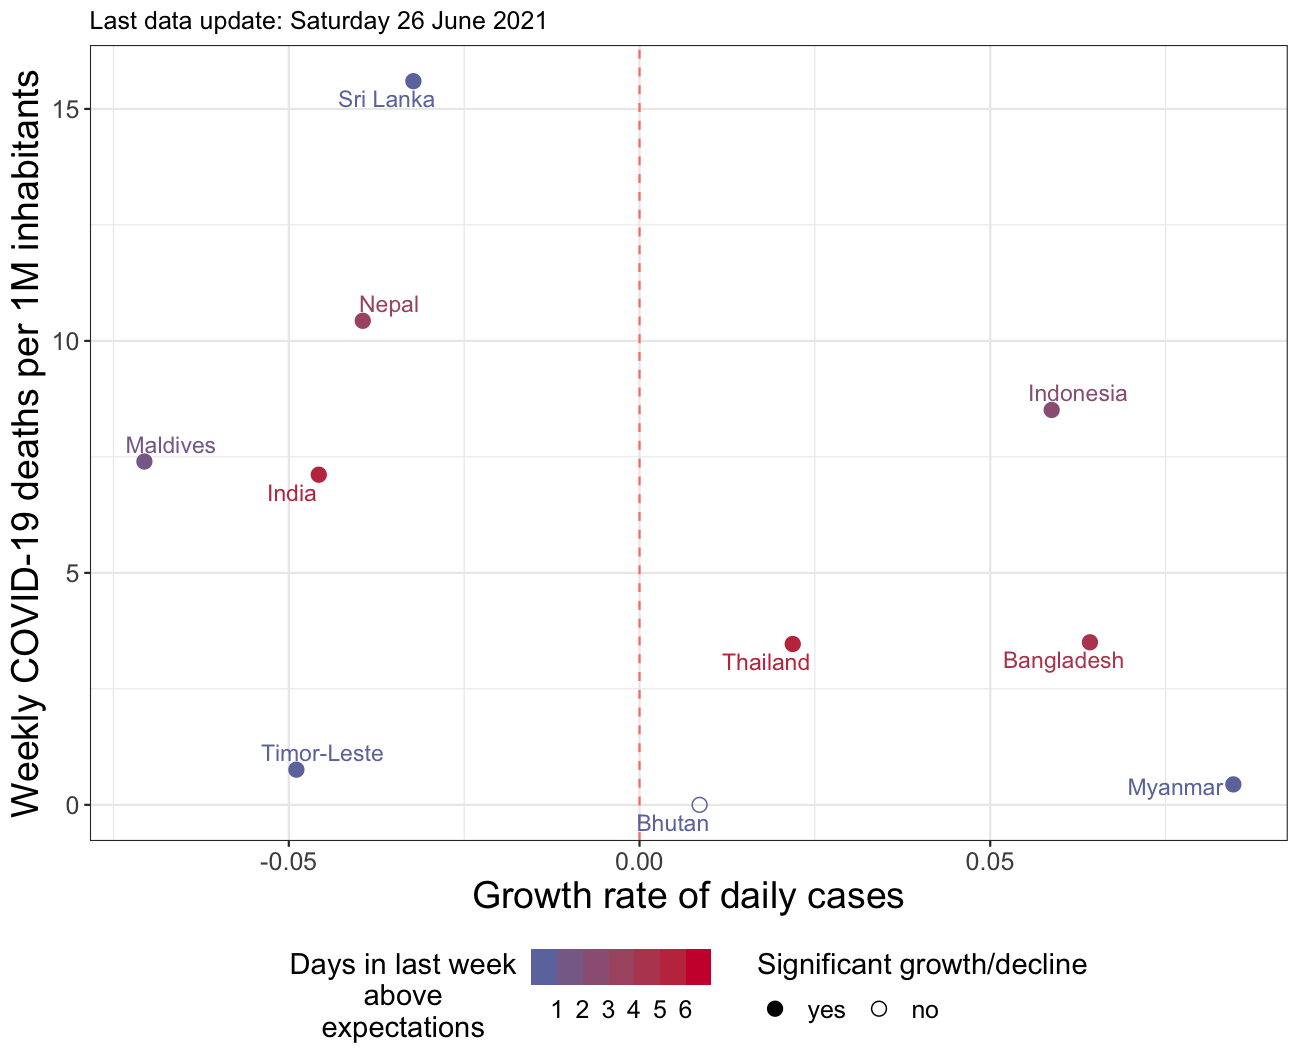 Last data update: Saturday 26 June 2021
Weekly COVID-19 deaths per 1M inhabitants
15
10
5
0
Sri Lanka
Nepal
Indonesia
Maldives
India
Thailand
Bangladesh
Timor-Leste
Myanmar
Bhutan
-0.05
0.00
0.05
Growth rate of daily cases
Days in last week
above
expectations
1 2 3 4 5 6
Significant growth/decline
yes
no